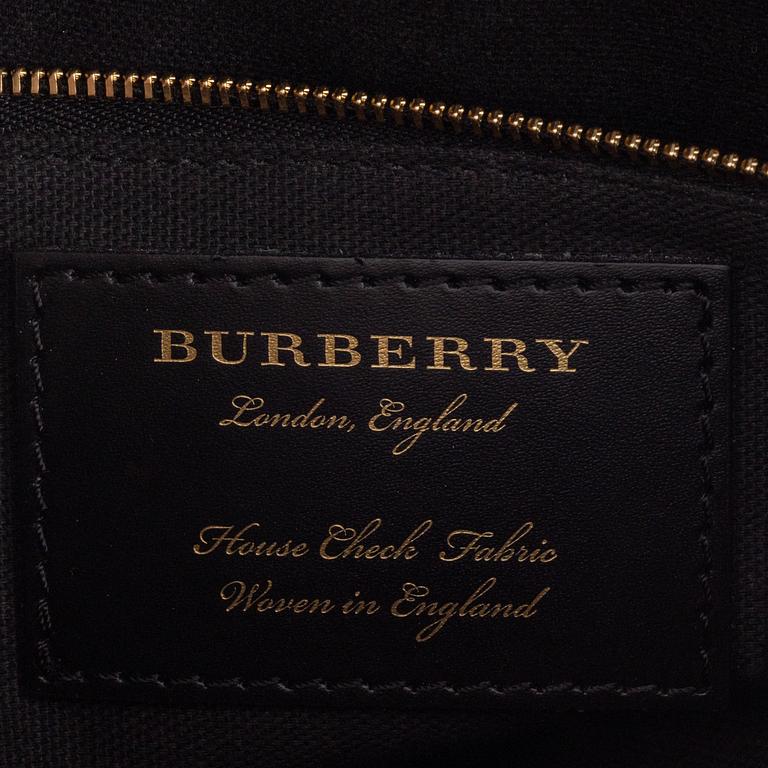 BURBERRY
London, England
House Check Fabric
Woven in England